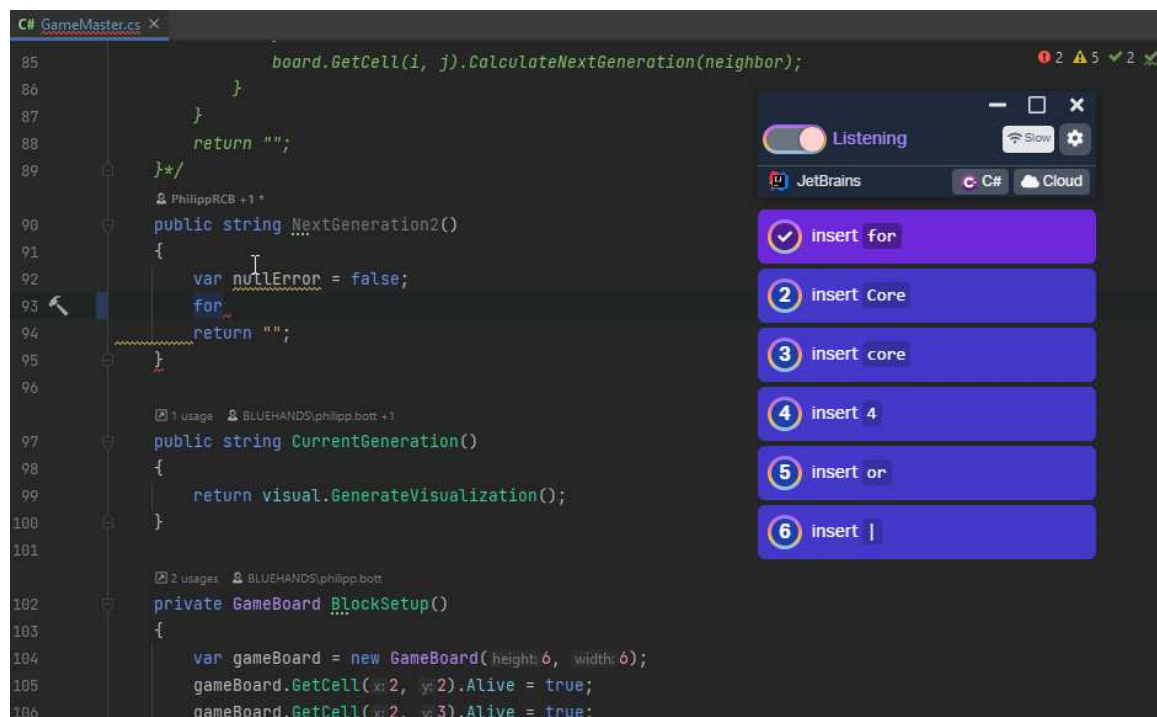 C# GameMaster.cs ×
85 board.GetCell(i, j).CalculateNextGeneration(neighbor);
2 5 2
86 }
87 }
88 return "";
89 }*/
PhilippRCB +1 *
90 public string NextGeneration2()
91 {
92 var nullError = false;
93 for
94 return "";
95 }
96
1 usage BLUEHANDS\philipp.bott +1
97 public string CurrentGeneration()
98 {
99 return visual.GenerateVisualization();
100 }
101
2 usages BLUEHANDS\philipp.bott
102 private GameBoard BlockSetup()
103 {
104 var gameBoard = new GameBoard( height: 6, width: 6);
105 gameBoard.GetCell( x: 2, y: 2).Alive = true;
106 gameBoard.GetCell( x: 2, y: 3).Alive = true;
Listening Slow
JetBrains C# Cloud
insert for
2 insert Core
3 insert core
4 insert 4
5 insert or
6 insert |